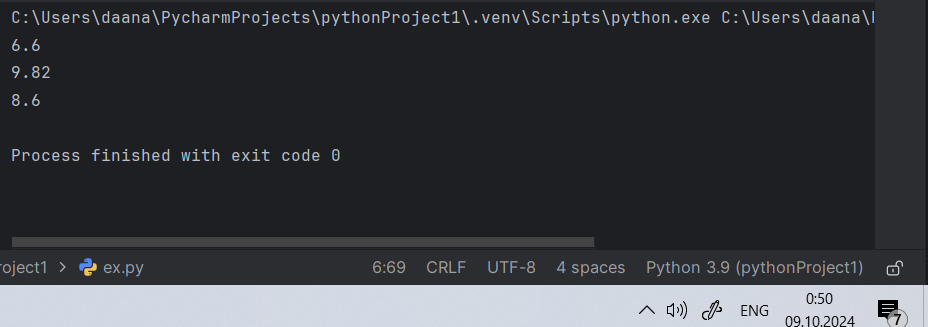 C:\Users\daana\PycharmProjects\pythonProject1\.venv\Scripts\python.exe C:\Users\daana\
6.6
9.82
8.6
Process finished with exit code 0
roject1 > ex.py 6:69 CRLF UTF-8 4 spaces Python 3.9 (pythonProject1)
ENG 0:50
09.10.2024 7